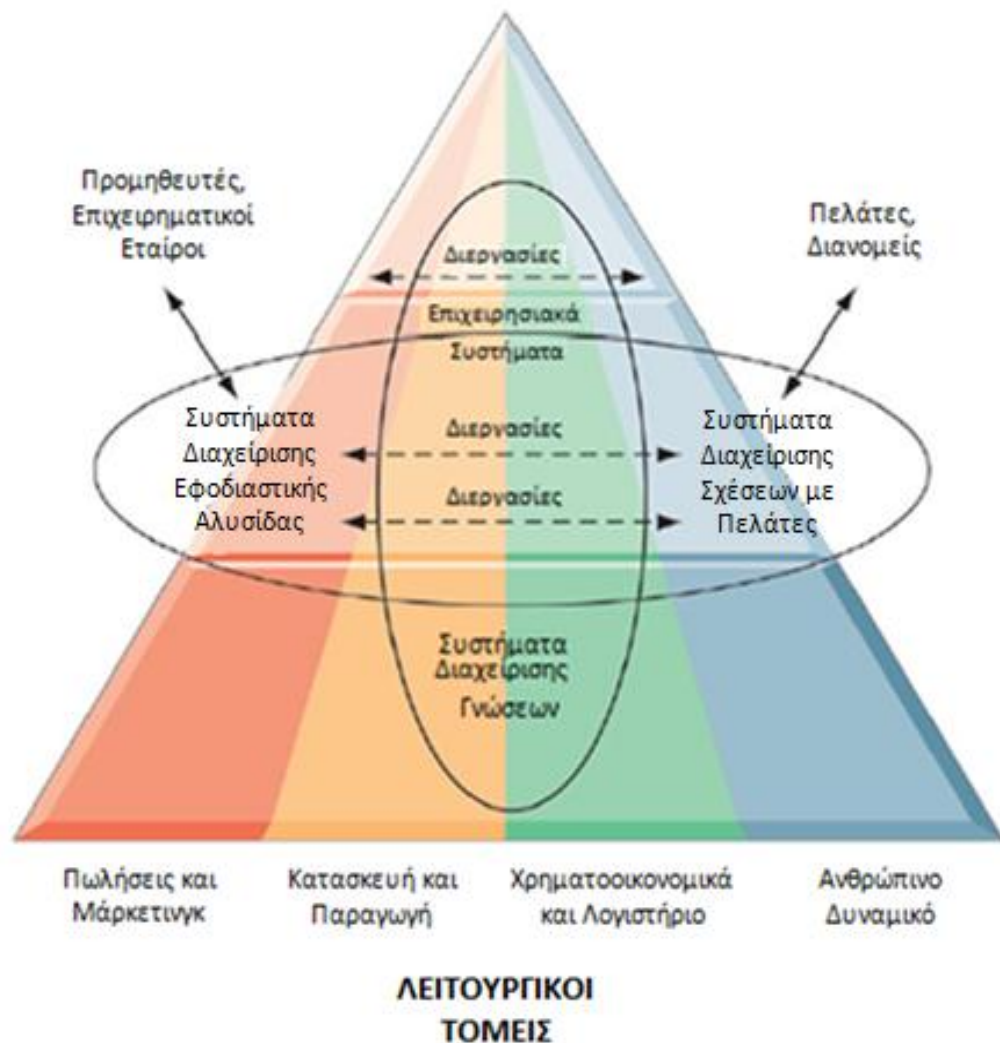 Προμηθευτές,
Επιχειρηματικοί
Εταίροι
Πελάτες,
Διανομείς
Διεργασίες
Επιχειρησιακά
Συστήματα
Συστήματα
Διαχείρισης
Εφοδιαστικής
Αλυσίδας
Διεργασίες
Διεργασίες
Συστήματα
Διαχείρισης
Σχέσεων με
Πελάτες
Συστήματα
Διαχείρισης
Γνώσεων
Πωλήσεις και
Μάρκετινγκ
Κατασκευή και
Παραγωγή
Χρηματοοικονομικά
και Λογιστήριο
Ανθρώπινο
Δυναμικό
ΛΕΙΤΟΥΡΓΙΚΟΙ
ΤΟΜΕΙΣ